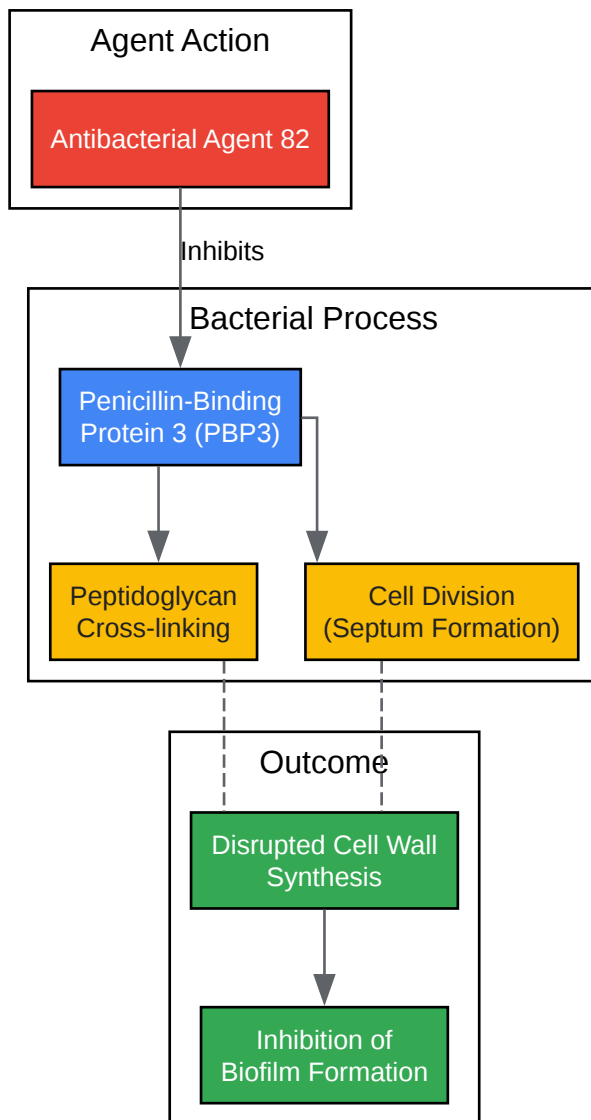 Agent Action
Antibacterial Agent 82
Inhibits
Bacterial Process
Penicillin-Binding
Protein 3 (PBP3)
Peptidoglycan
Cross-linking
Cell Division
(Septum Formation)
Outcome
Disrupted Cell Wall
Synthesis
Inhibition of
Biofilm Formation